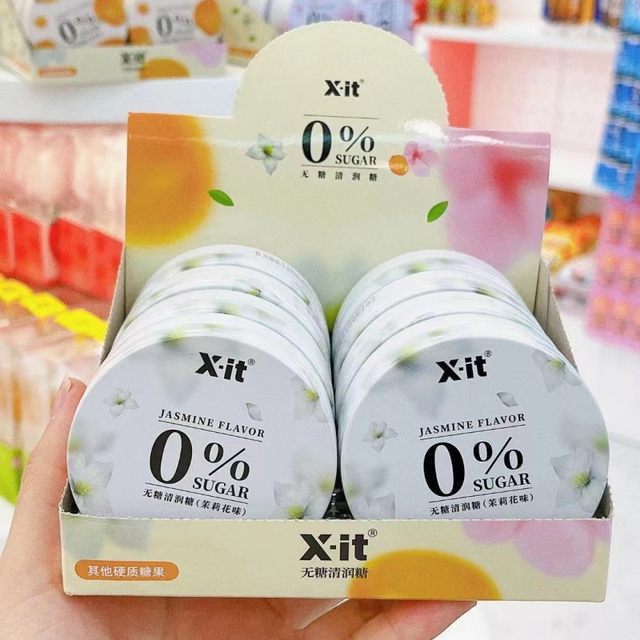 X·it®
0%
SUGAR
无糖清润糖
X·it®
JASMINE FLAVOR
0%
SUGAR
无糖清润糖(茉莉花味)
X·it®
JASMINE FLAVOR
0%
SUGAR
无糖清润糖(茉莉花味)
X·it®
无糖清润糖
其他硬质糖果